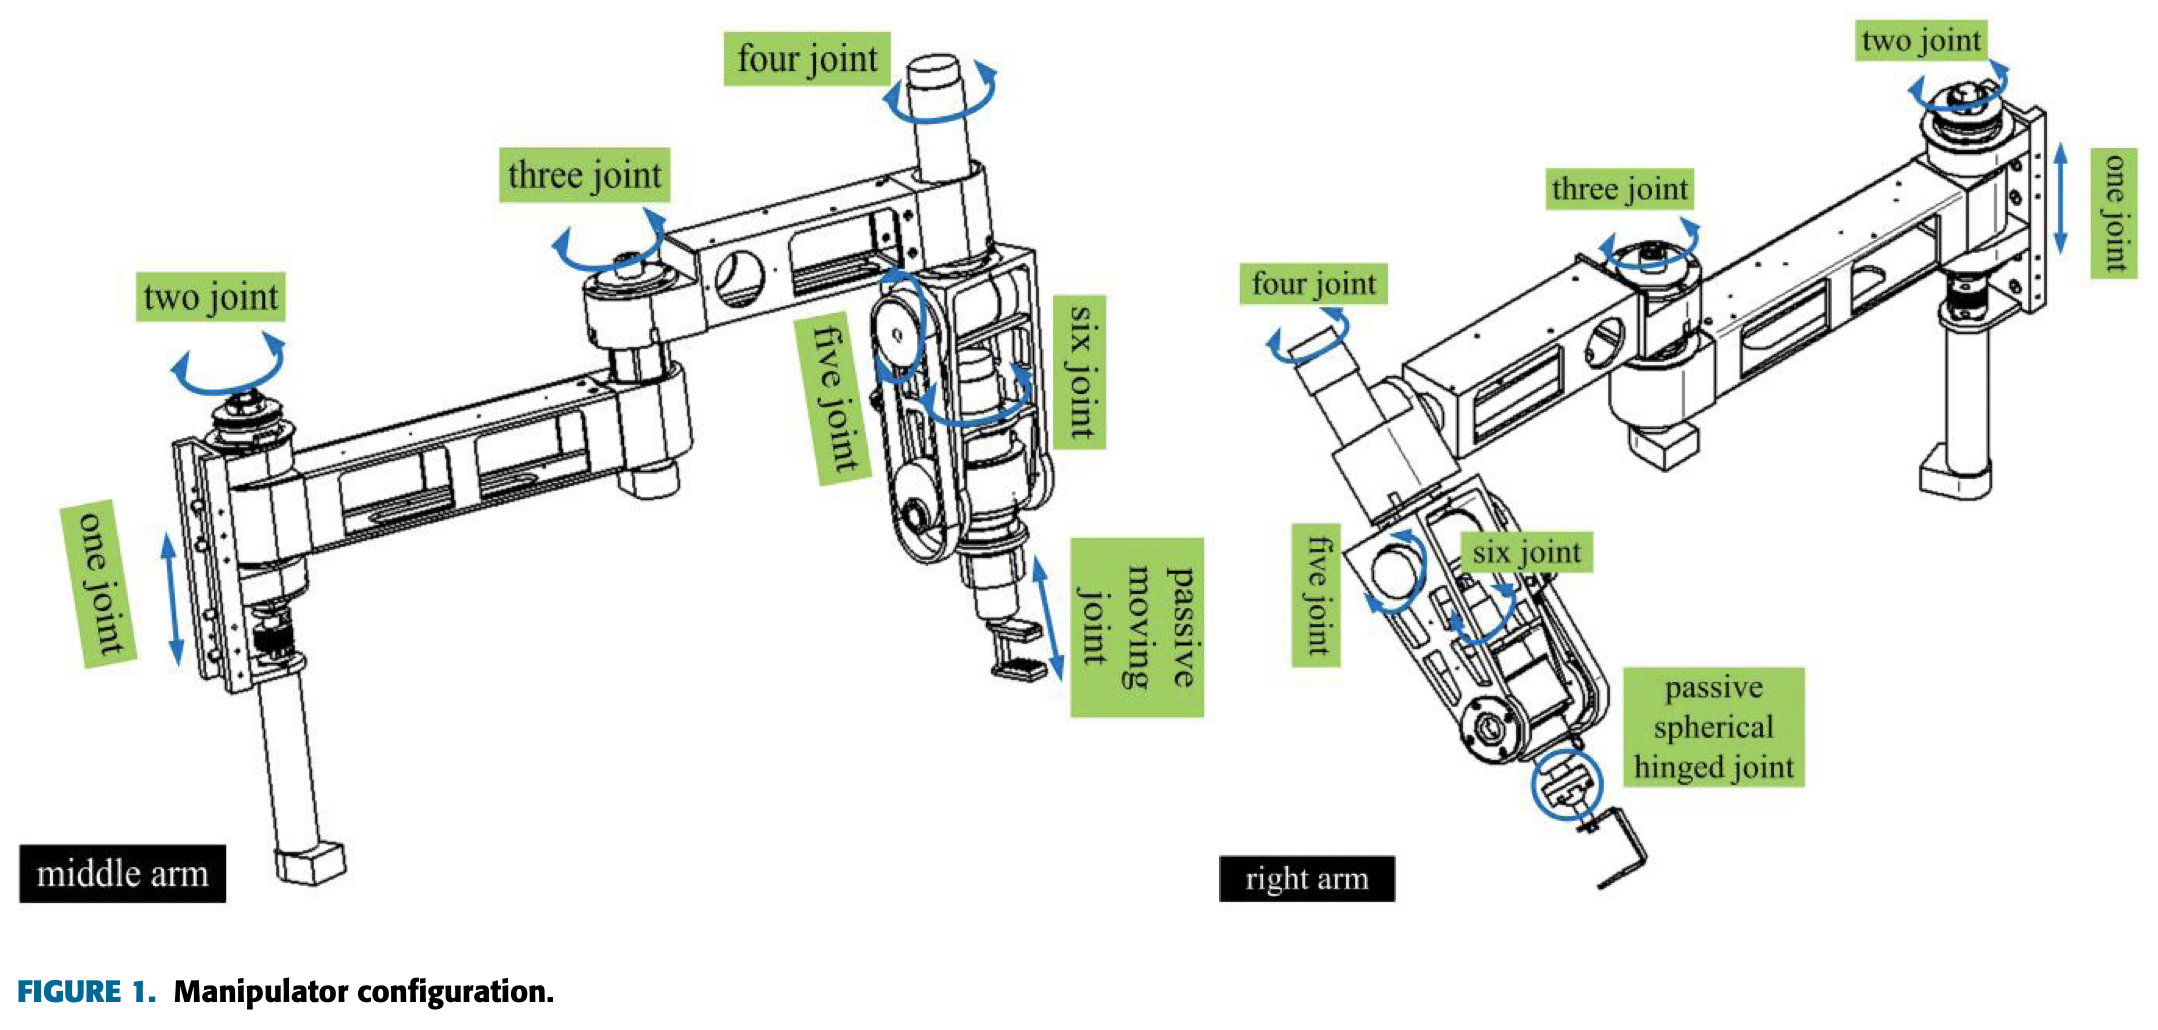 four joint
three joint
two joint
one joint
five joint
six joint
passive
moving
joint
middle arm
two joint
one joint
three joint
four joint
five joint
six joint
passive
spherical
hinged joint
right arm
FIGURE 1. Manipulator configuration.